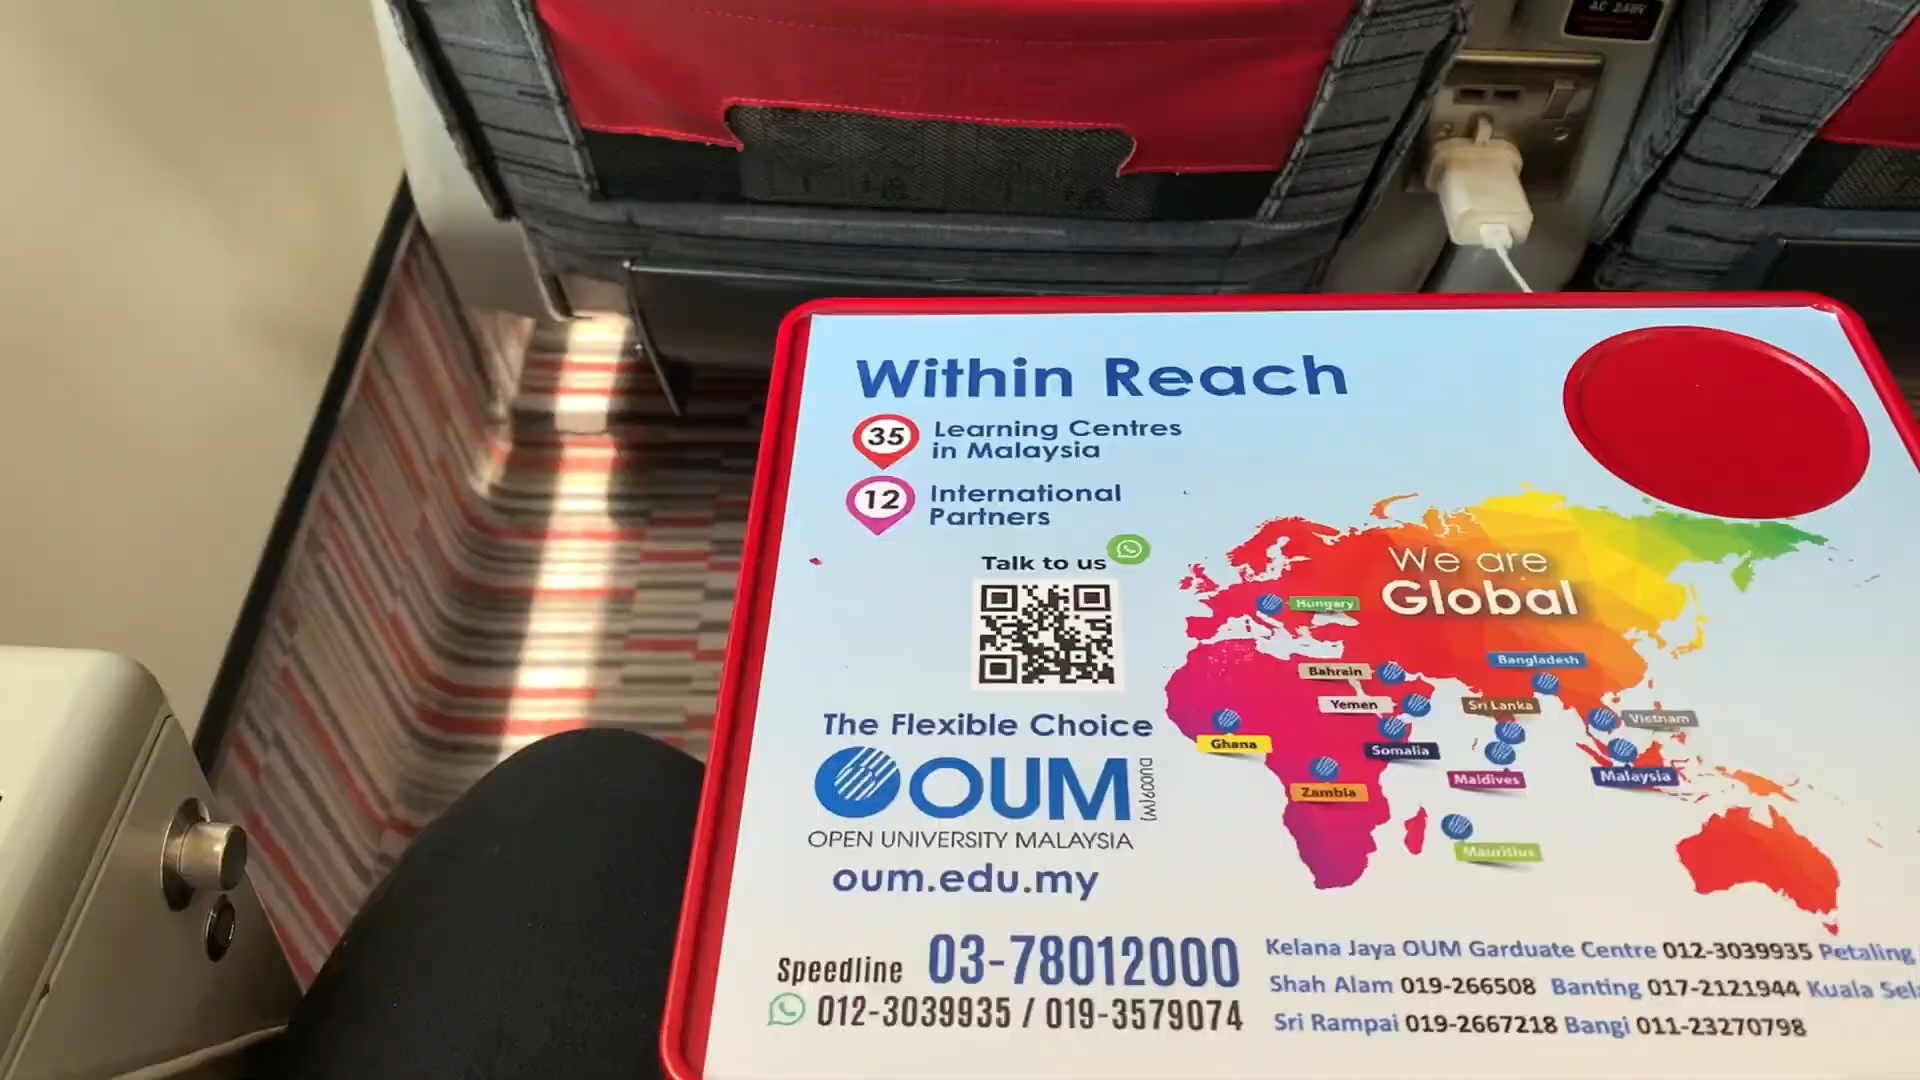 AC 240V
Within Reach
35 Learning Centres
in Malaysia
12 International
Partners
Talk to us
We are
Global
Hungary
Bahrain
Bangladesh
Yemen
Sri Lanka
Vietnam
Ghana
Somalia
Maldives
Malaysia
Zambia
Mauritius
The Flexible Choice
OUM
DU009(W)
OPEN UNIVERSITY MALAYSIA
oum.edu.my
Speedline 03-78012000
012-3039935 / 019-3579074
Kelana Jaya OUM Garduate Centre 012-3039935 Petaling
Shah Alam 019-266508 Banting 017-2121944 Kuala
Sri Rampai 019-2667218 Bangi 011-23270798